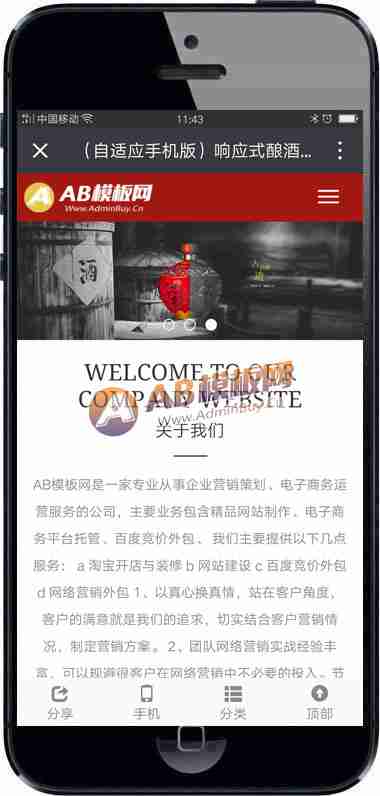 中国移动
11:43
（自适应手机版）响应式酿酒...
AB模板网
Www.AdminBuy.Cn
酒
WELCOME TO OUR
COMPANY WEBSITE
AB模板网
Www.AdminBuy.Cn
关于我们
AB模板网是一家专业从事企业营销策划、电子商务运
营服务的公司，主要业务包含精品网站制作、电子商
务平台托管、百度竞价外包、 我们主要提供以下几点
服务： a 淘宝开店与装修 b 网站建设 c 百度竞价外包
d 网络营销外包 1、以真心换真情，站在客户角度，
客户的满意就是我们的追求，切实结合客户营销情
况，制定营销方案。 2、团队网络营销实战经验丰
富，可以规避很客户在网络营销中不必要的投入，节
分享
手机
分类
顶部